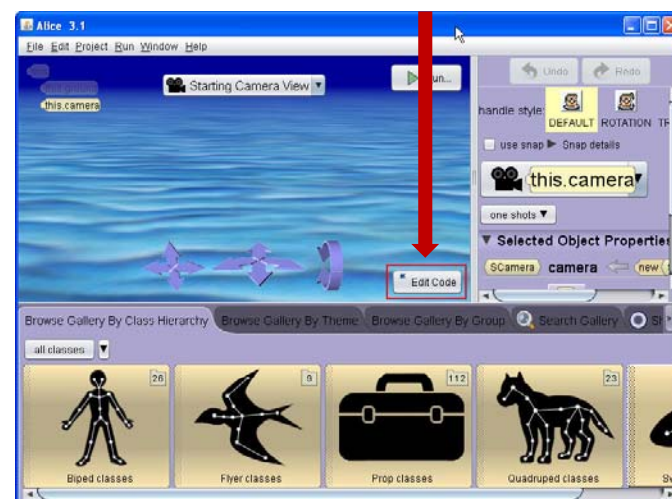 Alice 3.1
File Edit Project Run Window Help
this.camera
Starting Camera View
un...
Undo Redo
handle style:
DEFAULT ROTATION
use snap Snap details
this.camera
one shots
Selected Object Properties
SCamera camera (new
Edit Code
Browse Gallery By Class Hierarchy Browse Gallery By Theme Browse Gallery By Group Search Gallery
all classes
26 9 112 23
Biped classes Flyer classes Prop classes Quadruped classes